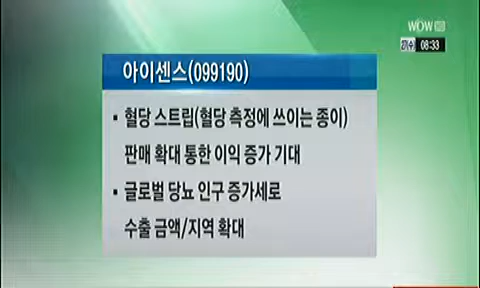 WOW HD
08:33
아이센스(099190)
▪ 혈당 스트립(혈당 측정에 쓰이는 종이)
판매 확대 통한 이익 증가 기대
▪ 글로벌 당뇨 인구 증가세로
수출 금액/지역 확대